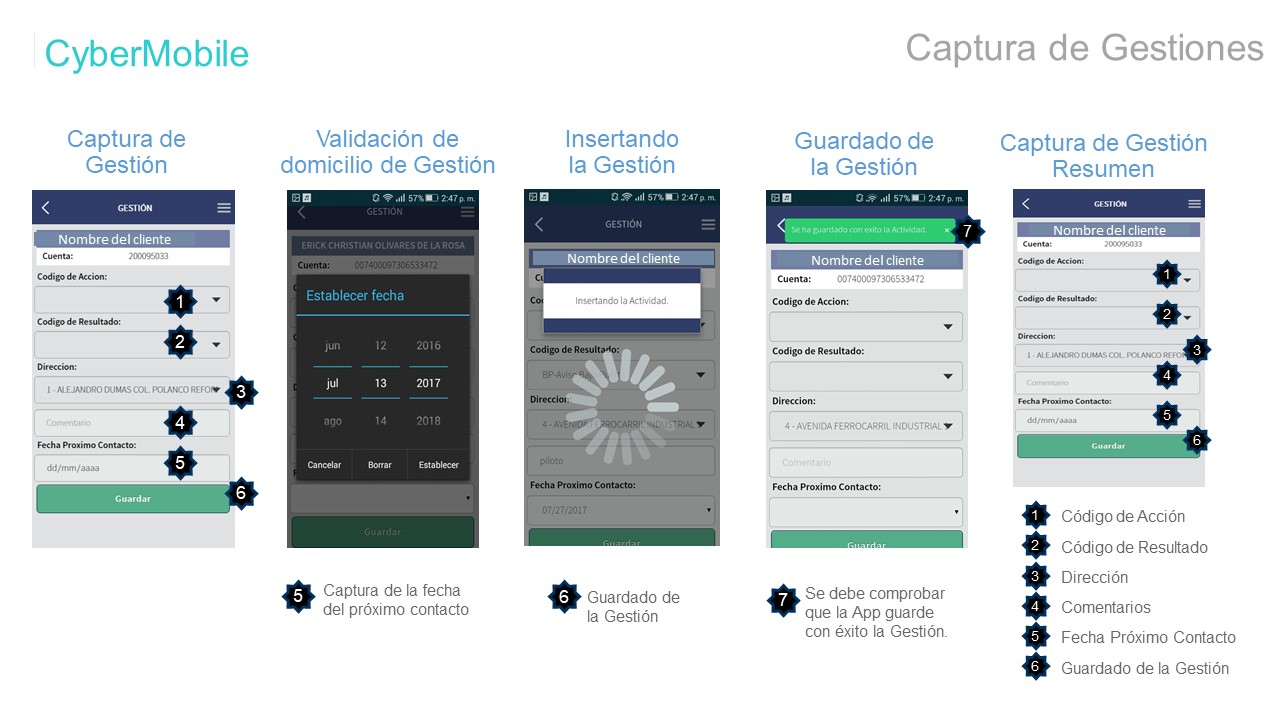 CyberMobile
Captura de Gestiones
Captura de
Gestión
GESTIÓN
Nombre del cliente
Cuenta: 200095033
Codigo de Accion:
1
Codigo de Resultado:
2
Direccion:
1 - ALEJANDRO DUMAS COL. POLANCO REFOR
3
Comentario
4
Fecha Proximo Contacto:
dd/mm/aaaa
5
Guardar
6
Validación de
domicilio de Gestión
57% 2:47 p. m.
GESTIÓN
ERICK CHRISTIAN OLIVARES DE LA ROSA
Cuenta: 007400097306533472
Establecer fecha
jun 12 2016
jul 13 2017
ago 14 2018
Cancelar Borrar Establecer
Guardar
5
Captura de la fecha
del próximo contacto
Insertando
la Gestión
57% 2:47 p. m.
GESTIÓN
Nombre del cliente
Insertando la Actividad.
Codigo de Resultado:
Direccion:
4 - AVENIDA FERROCARRIL INDUSTRIAL
piloto
Fecha Proximo Contacto:
07/27/2017
Guardar
6
Guardado de
la Gestión
Guardado de
la Gestión
57% 2:47 p. m.
Se ha guardado con exito la Actividad. ×
7
Nombre del cliente
Cuenta: 007400097306533472
Codigo de Accion:
Codigo de Resultado:
Direccion:
4 - AVENIDA FERROCARRIL INDUSTRIAL
Comentario
Fecha Proximo Contacto:
Guardar
7
Se debe comprobar
que la App guarde
con éxito la Gestión.
Captura de Gestión
Resumen
GESTIÓN
Nombre del cliente
Cuenta: 200095033
Codigo de Accion:
1
Codigo de Resultado:
2
Direccion:
1 - ALEJANDRO DUMAS COL. POLANCO REFOR
3
Comentario
4
Fecha Proximo Contacto:
dd/mm/aaaa
5
Guardar
6
1 Código de Acción
2 Código de Resultado
3 Dirección
4 Comentarios
5 Fecha Próximo Contacto
6 Guardado de la Gestión